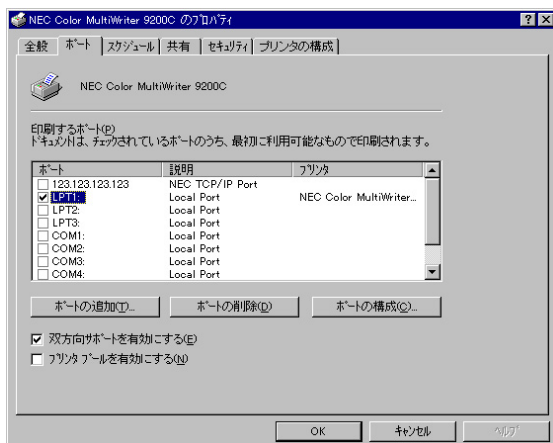 NEC Color MultiWriter 9200C のプロパティ
全般 ポート スケジュール 共有 セキュリティ プリンタの構成
NEC Color MultiWriter 9200C
印刷するポート(P)
ドキュメントは、チェックされているポートのうち、最初に利用可能なもので印刷されます。
ポート 説明 プリンタ
123.123.123.123 NEC TCP/IP Port
LPT1: Local Port NEC Color MultiWriter...
LPT2: Local Port
LPT3: Local Port
COM1: Local Port
COM2: Local Port
COM3: Local Port
COM4: Local Port
ポートの追加(T)... ポートの削除(D) ポートの構成(C)...
双方向サポートを有効にする(E)
プリンタ プールを有効にする(N)
OK キャンセル ヘルプ